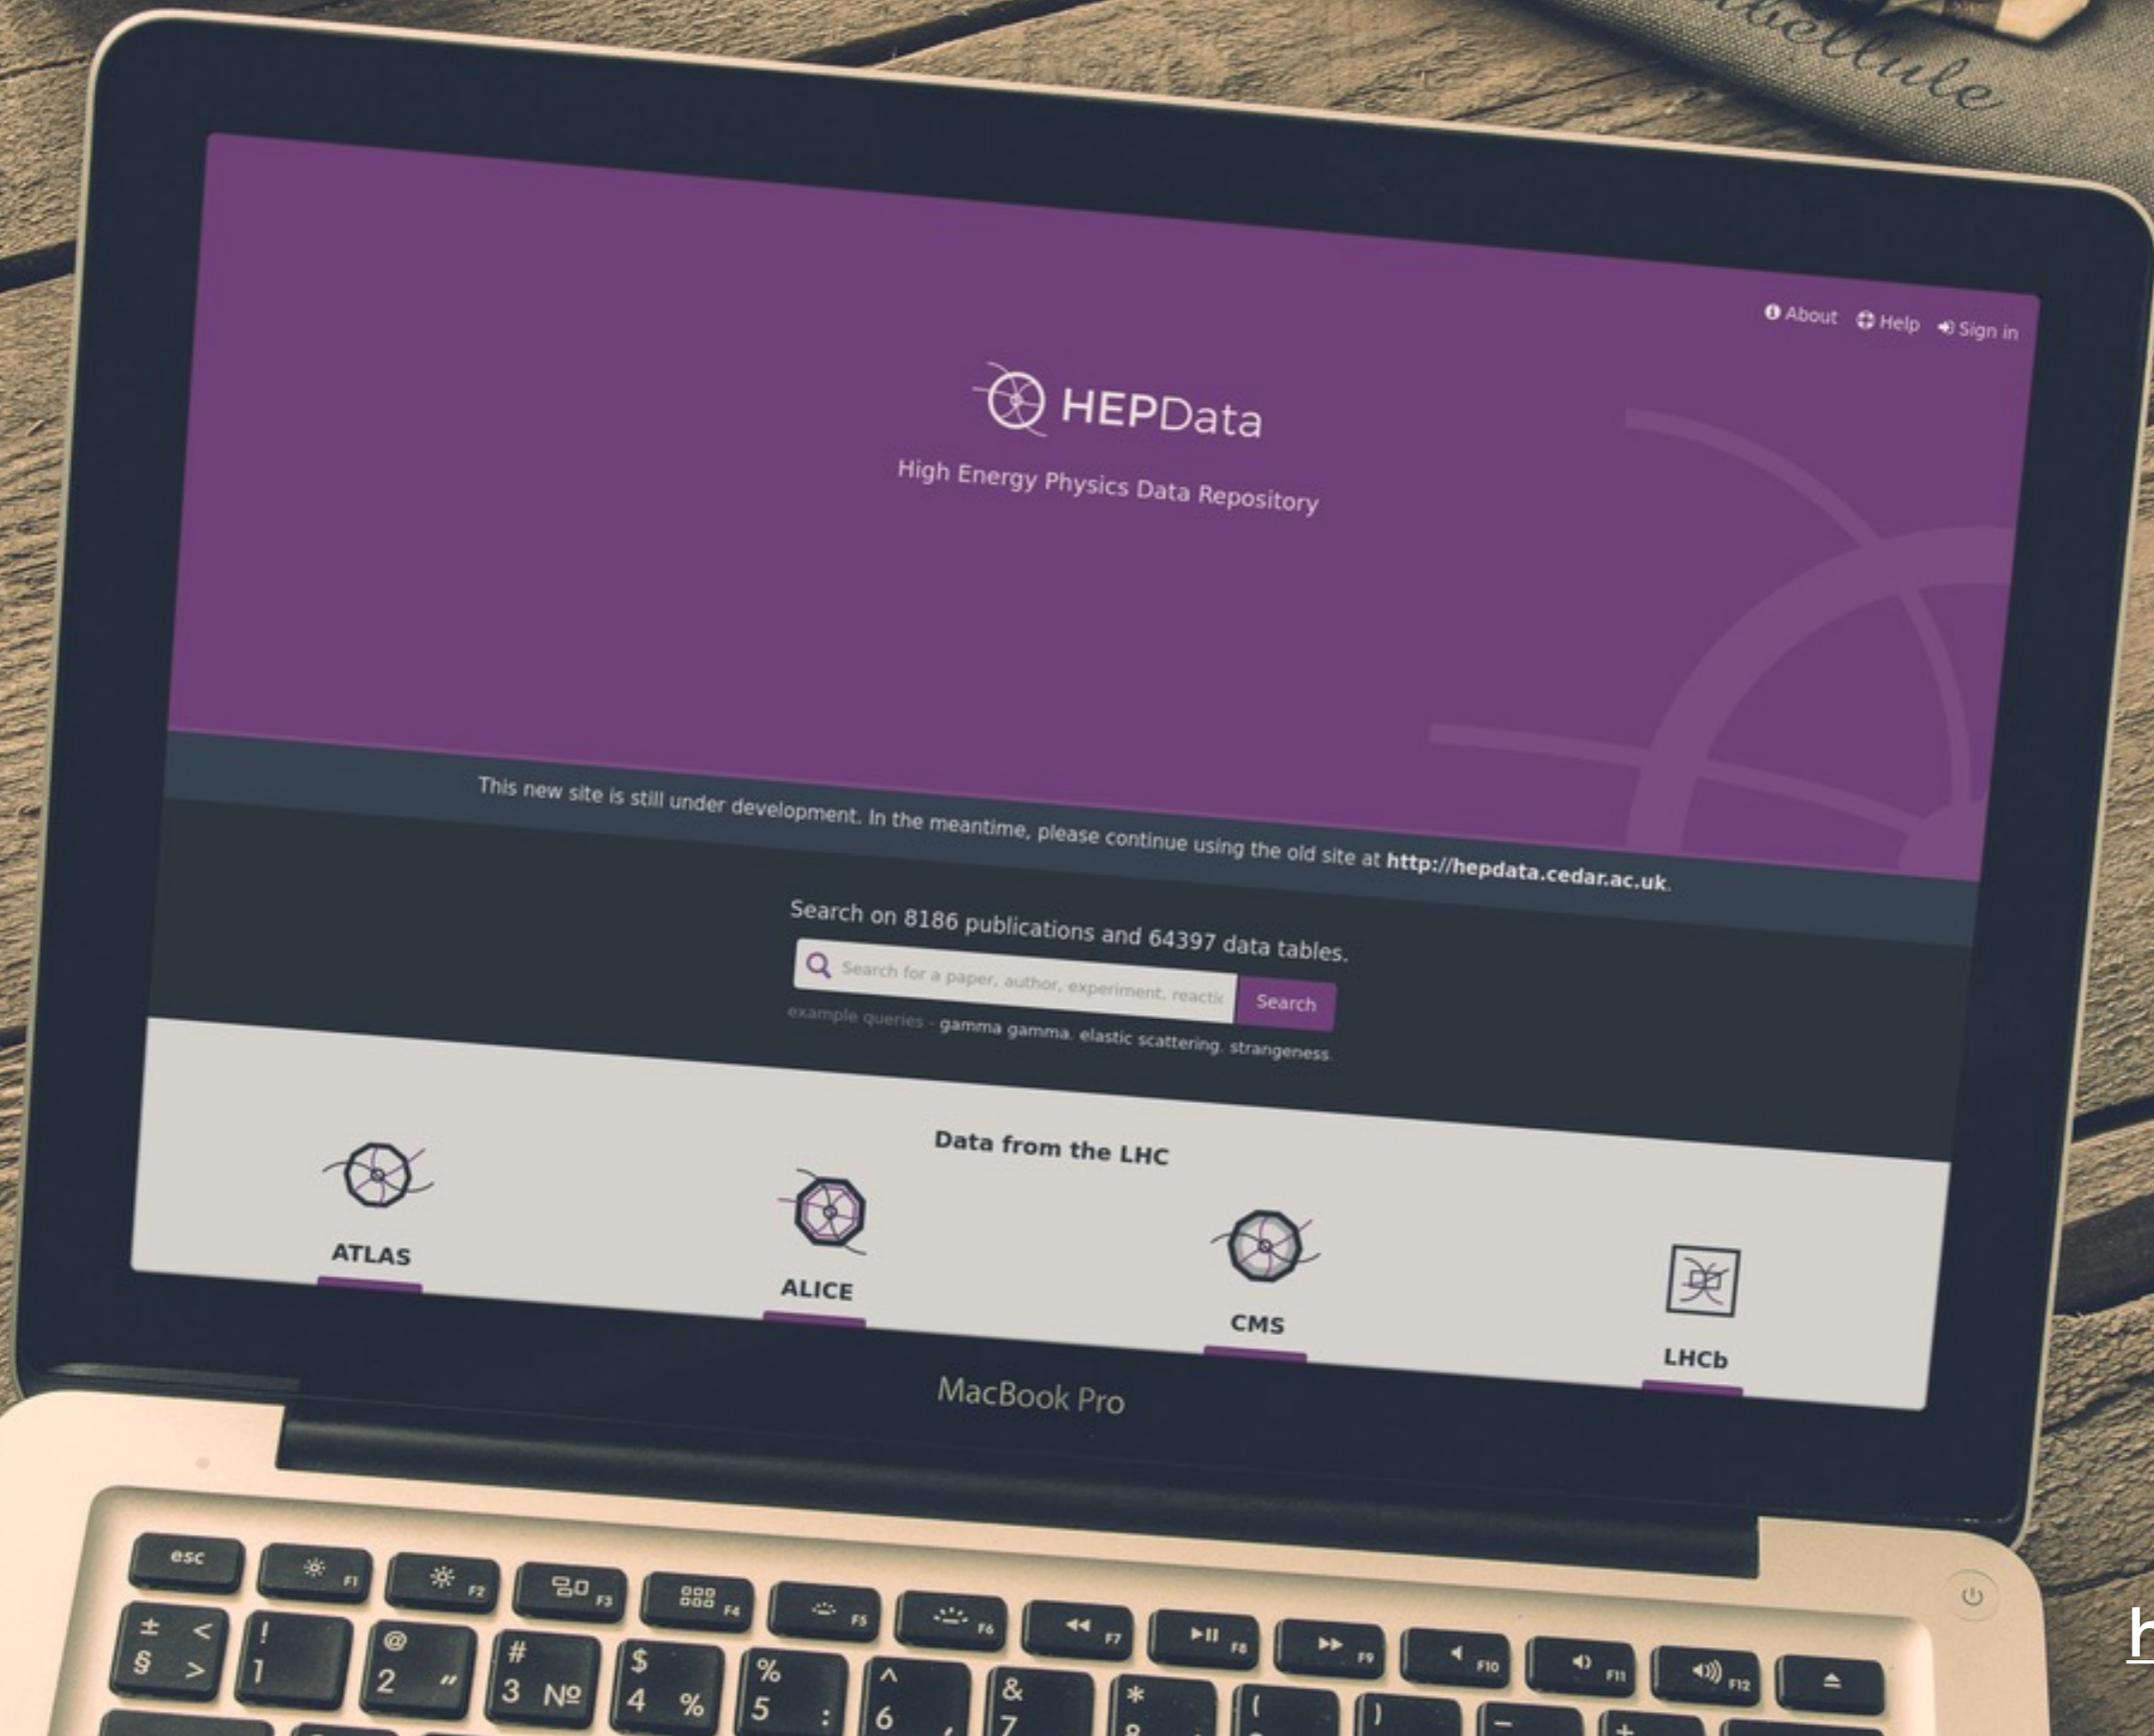 bellule
About Help Sign in
HEPData
High Energy Physics Data Repository
This new site is still under development. In the meantime, please continue using the old site at http://hepdata.cedar.ac.uk.
Search on 8186 publications and 64397 data tables.
Search for a paper, author, experiment, reactic
Search
example queries - gamma gamma, elastic scattering, strangeness.
Data from the LHC
ATLAS
ALICE
CMS
LHCb
MacBook Pro
esc F1 F2 F3 F4 F5 F6 F7 F8 F9 F10 F11 F12
± < ! @ # $ % ^ & * ( ) – +
§ > 1 2 " 3 № 4 % 5 : 6 , 7 8
h